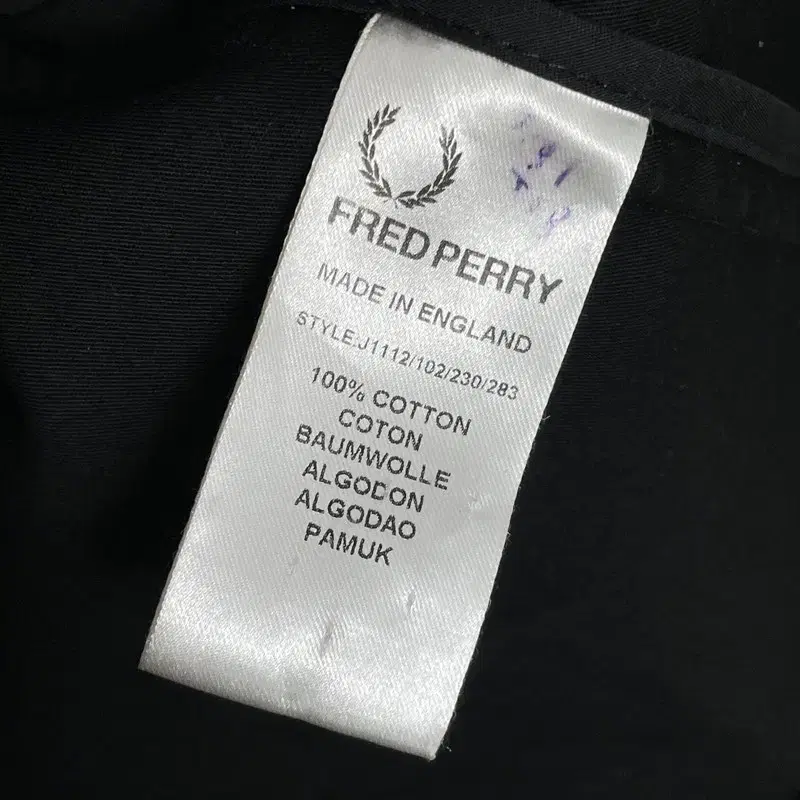 FRED PERRY
MADE IN ENGLAND
STYLE.J1112/102/230/283
100% COTTON
COTON
BAUMWOLLE
ALGODON
ALGODAO
PAMUK